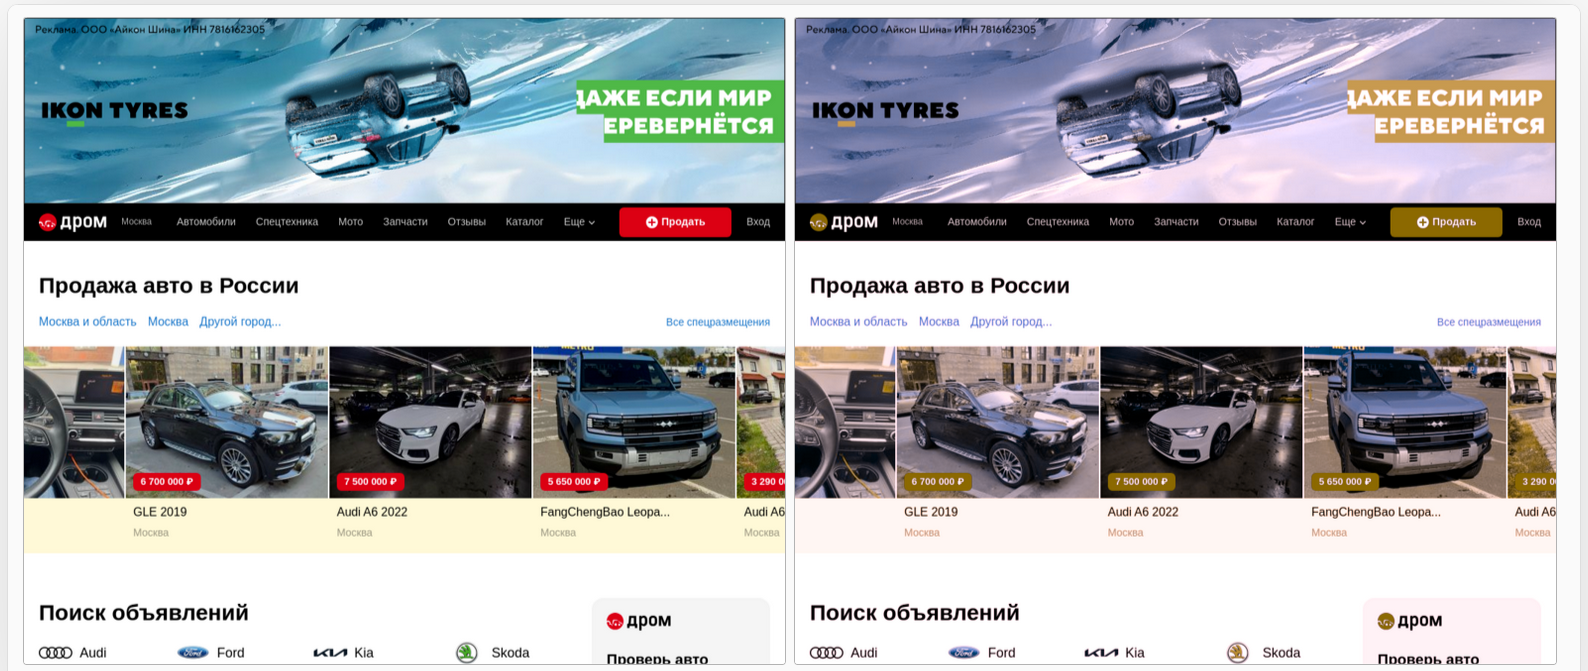 Реклама. ООО «Айкон Шина» ИНН 7816162305
IKON TYRES
ДАЖЕ ЕСЛИ МИР
ЕРЕВЕРНЁТСЯ
дром Москва Автомобили Спецтехника Мото Запчасти Отзывы Каталог Еще Продать Вход
Продажа авто в России
Москва и область Москва Другой город... Все спецразмещения
6 700 000 ₽ 7 500 000 ₽ 5 650 000 ₽ 3 290 0
GLE 2019 Audi A6 2022 FangChengBao Leopa... Audi A6
Москва Москва Москва Москва
Поиск объявлений
дром
Audi Ford Kia Skoda
Проверь авто
Реклама. ООО «Айкон Шина» ИНН 7816162305
IKON TYRES
ДАЖЕ ЕСЛИ МИР
ЕРЕВЕРНЁТСЯ
дром Москва Автомобили Спецтехника Мото Запчасти Отзывы Каталог Еще Продать Вход
Продажа авто в России
Москва и область Москва Другой город... Все спецразмещения
6 700 000 ₽ 7 500 000 ₽ 5 650 000 ₽ 3 290 0
GLE 2019 Audi A6 2022 FangChengBao Leopa... Audi A6
Москва Москва Москва Москва
Поиск объявлений
дром
Audi Ford Kia Skoda
Проверь авто